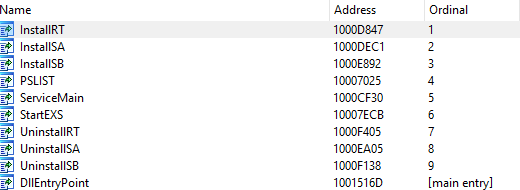 Name Address Ordinal
InstallRT 1000D847 1
InstallSA 1000DEC1 2
InstallSB 1000E892 3
PSLIST 10007025 4
ServiceMain 1000CF30 5
StartEXS 10007ECB 6
UninstallRT 1000F405 7
UninstallSA 1000EA05 8
UninstallSB 1000F138 9
DllEntryPoint 1001516D [main entry]